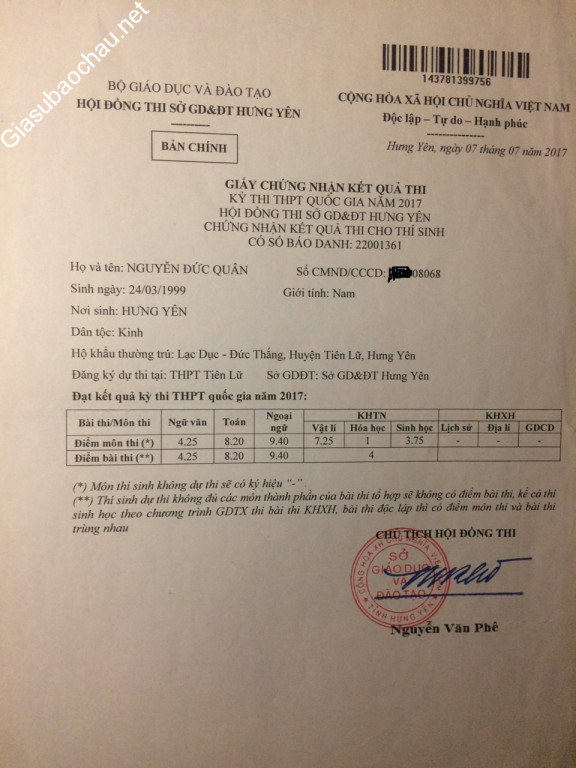 Giasubaochau.net
143781399756
BỘ GIÁO DỤC VÀ ĐÀO TẠO
HỘI ĐỒNG THI SỞ GD&ĐT HƯNG YÊN
BẢN CHÍNH
CỘNG HÒA XÃ HỘI CHỦ NGHĨA VIỆT NAM
Độc lập – Tự do – Hạnh phúc
Hưng Yên, ngày 07 tháng 07 năm 2017
GIẤY CHỨNG NHẬN KẾT QUẢ THI
KỲ THI THPT QUỐC GIA NĂM 2017
HỘI ĐỒNG THI SỞ GD&ĐT HƯNG YÊN
CHỨNG NHẬN KẾT QUẢ THI CHO THÍ SINH
CÓ SỐ BÁO DANH: 22001361
Họ và tên: NGUYỄN ĐỨC QUÂN Số CMND/CCCD: 08068
Sinh ngày: 24/03/1999 Giới tính: Nam
Nơi sinh: HƯNG YÊN
Dân tộc: Kinh
Hộ khẩu thường trú: Lạc Dục - Đức Thắng, Huyện Tiên Lữ, Hưng Yên
Đăng ký dự thi tại: THPT Tiên Lữ Sở GDĐT: Sở GD&ĐT Hưng Yên
Đạt kết quả kỳ thi THPT quốc gia năm 2017:
Bài thi/Môn thi Ngữ văn Toán Ngoại ngữ KHTN KHXH
Vật lí Hóa học Sinh học Lịch sử Địa lí GDCD
Điểm môn thi (*) 4.25 8.20 9.40 7.25 1 3.75 - - -
Điểm bài thi (**) 4.25 8.20 9.40 4
(*) Môn thí sinh không dự thi sẽ có ký hiệu “-”
(**) Thí sinh dự thi không đủ các môn thành phần của bài thi tổ hợp sẽ không có điểm bài thi, kể cả thí
sinh học theo chương trình GDTX thi bài thi KHXH, bài thi độc lập thì có điểm môn thi và bài thi
trùng nhau
CHỦ TỊCH HỘI ĐỒNG THI
CỘNG HÒA XH CHỦ NGHĨA VIỆT NAM
SỞ
GIÁO DỤC
VÀ
ĐÀO TẠO
TỈNH HƯNG YÊN
Nguyễn Văn Phê